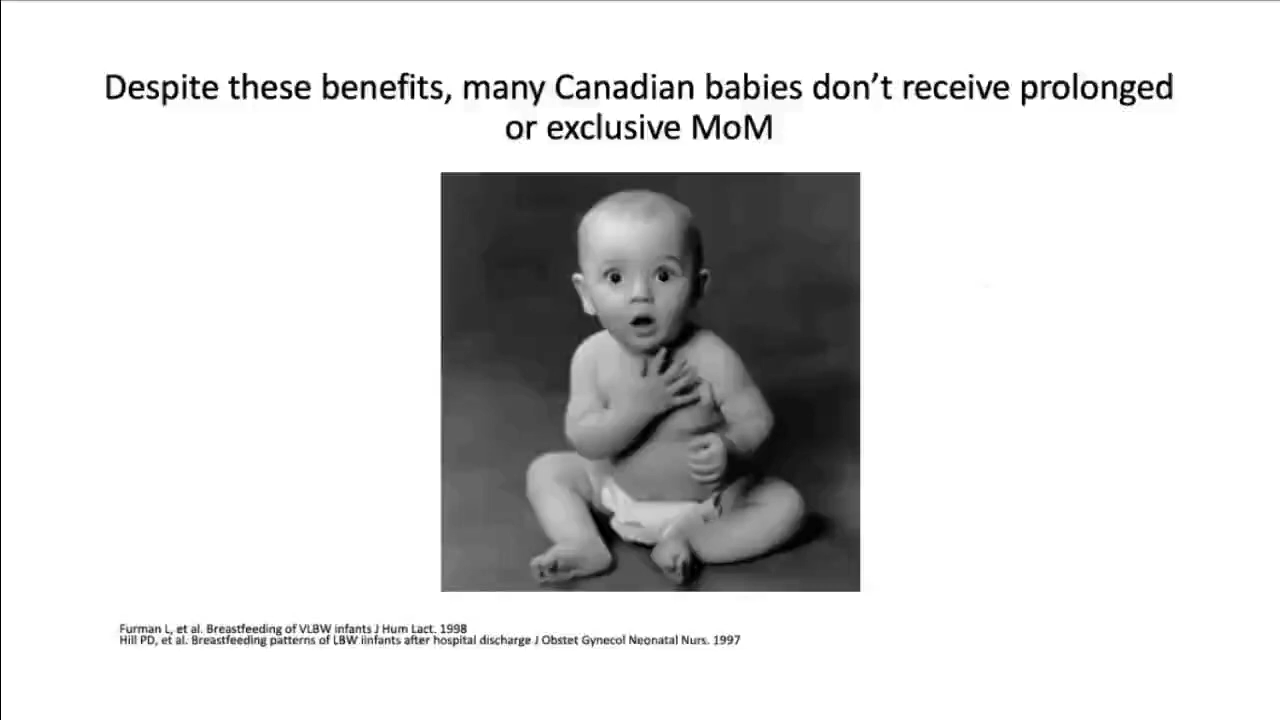 Despite these benefits, many Canadian babies don’t receive prolonged
or exclusive MoM
Furman L, et al. Breastfeeding of VLBW infants J Hum Lact. 1998
Hill PD, et al. Breastfeeding patterns of LBW iinfants after hospital discharge J Obstet Gynecol Neonatal Nurs. 1997